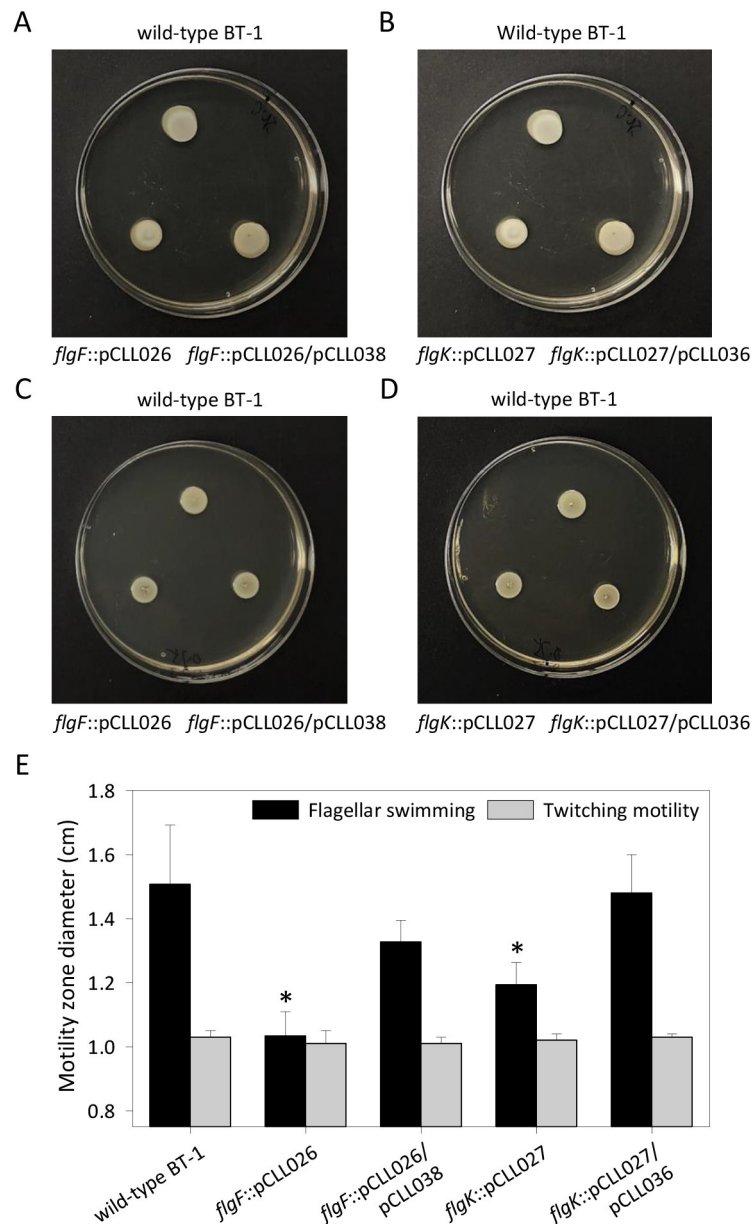 A
wild-type BT-1
B
Wild-type BT-1
flgF::pCLL026 flgF::pCLL026/pCLL038
flgK::pCLL027 flgK::pCLL027/pCLL036
C
wild-type BT-1
D
wild-type BT-1
flgF::pCLL026 flgF::pCLL026/pCLL038
flgK::pCLL027 flgK::pCLL027/pCLL036
E
Motility zone diameter (cm)
1.8
1.6
1.4
1.2
1.0
0.8
Flagellar swimming
Twitching motility
*
*
wild-type BT-1
flgF::pCLL026
flgF::pCLL026/
pCLL038
flgK::pCLL027
flgK::pCLL027/
pCLL036